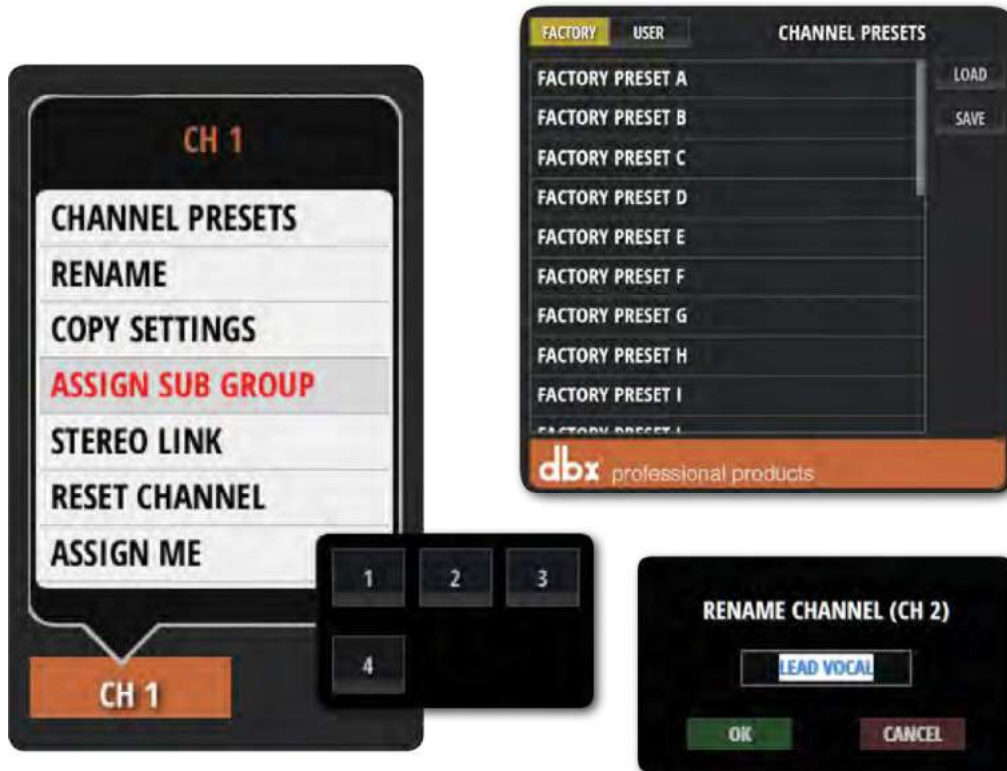 CH 1
CHANNEL PRESETS
RENAME
COPY SETTINGS
ASSIGN SUB GROUP
STEREO LINK
RESET CHANNEL
ASSIGN ME
CH 1
1 2 3
4
FACTORY USER CHANNEL PRESETS
LOAD
SAVE
FACTORY PRESET A
FACTORY PRESET B
FACTORY PRESET C
FACTORY PRESET D
FACTORY PRESET E
FACTORY PRESET F
FACTORY PRESET G
FACTORY PRESET H
FACTORY PRESET I
FACTORY PRESET
dbx professional products
RENAME CHANNEL (CH 2)
LEAD VOCAL
OK CANCEL